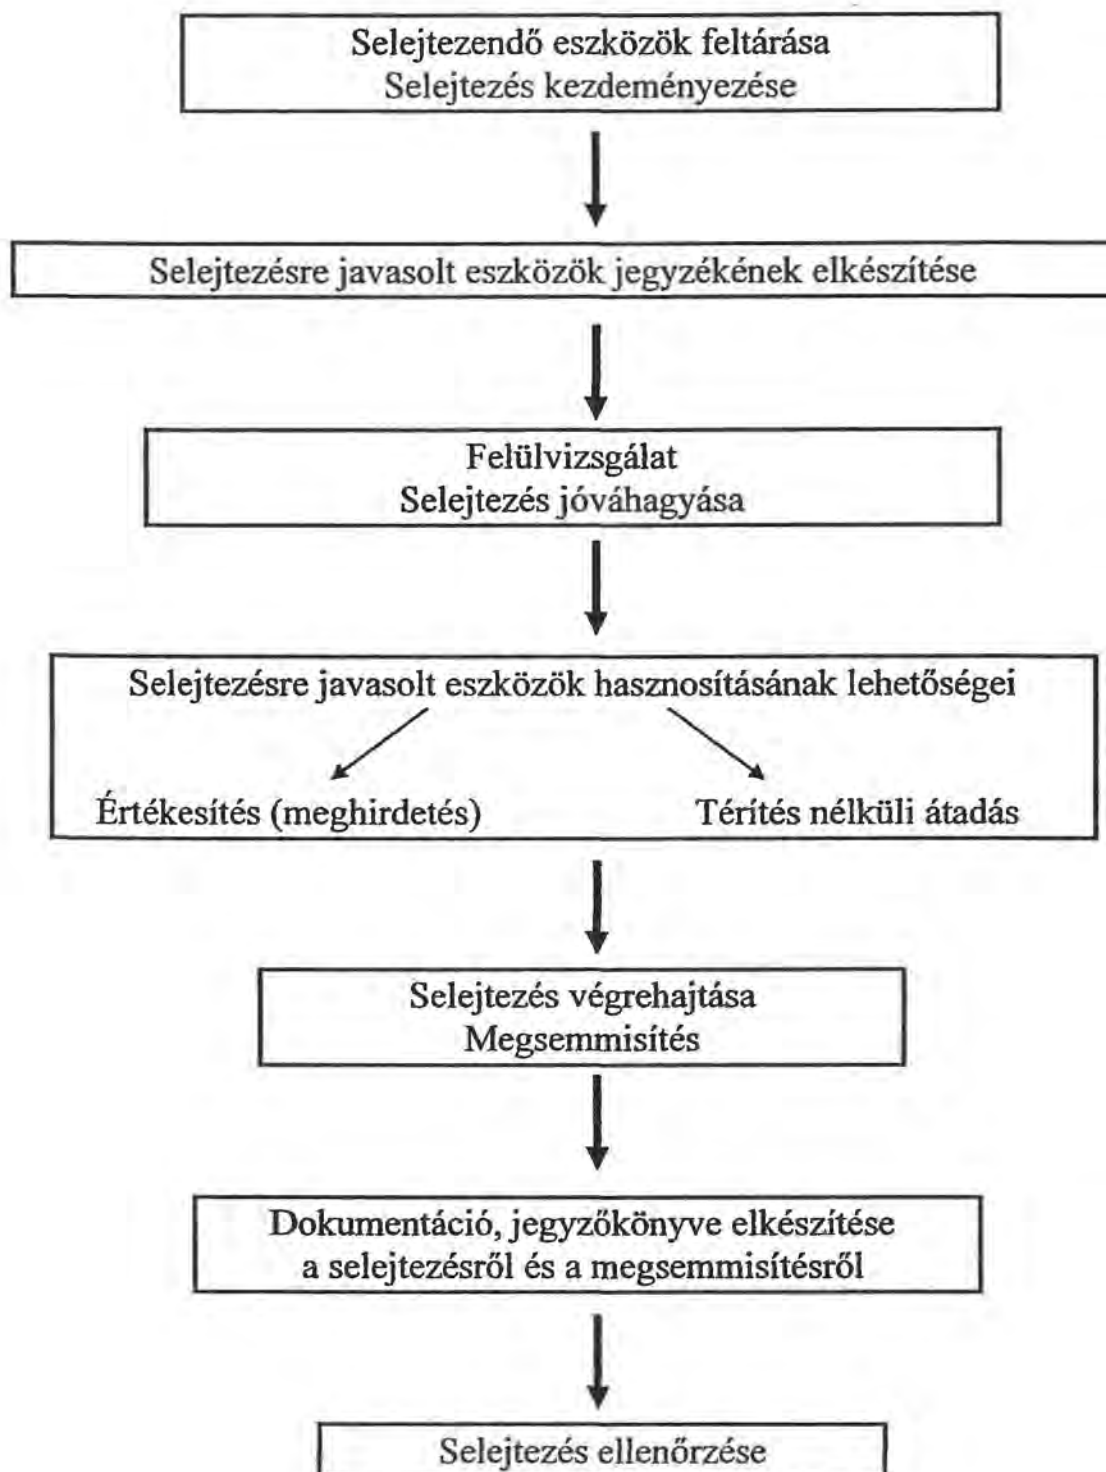 Selejtezendő eszközök feltárása
Selejtezés kezdeményezése
Selejtezésre javasolt eszközök jegyzékének elkészítése
Felülvizsgálat
Selejtezés jóváhagyása
Selejtezésre javasolt eszközök hasznosításának lehetőségei
Értékesítés (meghirdetés)
Térítés nélküli átadás
Selejtezés végrehajtása
Megsemmisítés
Dokumentáció, jegyzőkönyve elkészítése
a selejtezésről és a megsemmisítésről
Selejtezés ellenőrzése